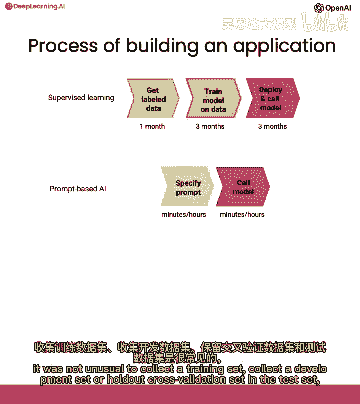 DeepLearning.AI
OpenAI
Process of building an application
Supervised learning
Get
labeled
data
Train
model
on data
Deploy
& call
model
1 month
3 months
3 months
Prompt-based AI
Specify
prompt
Call
model
minutes/hours
minutes/hours
收集训练数据集、收集开发数据集、保留交叉验证数据集和测试
数据集是很常见的,
it was not unusual to collect a training set, collect a develo
pment set or holdout cross-validation set in the test set,